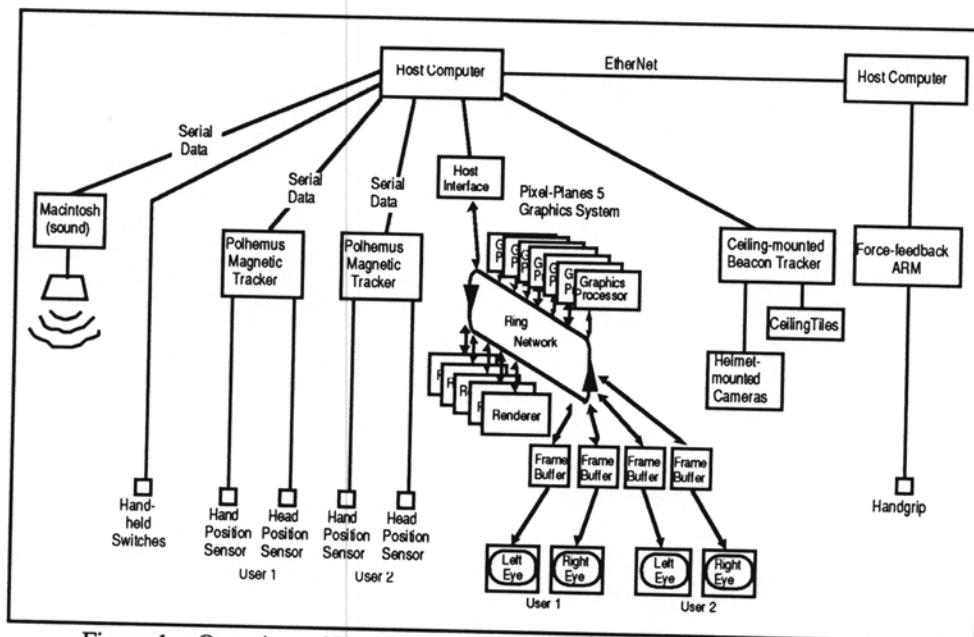 Host Computer
EtherNet
Host Computer
Serial
Data
Serial
Data
Serial
Data
Host
Interface
Pixel-Planes 5
Graphics System
Macintosh
(sound)
Polhemus
Magnetic
Tracker
Polhemus
Magnetic
Tracker
G
P
G
P
G
P
G
P
G
P
G
P
Graphics
Processor
Ceiling-mounted
Beacon Tracker
Force-feedback
ARM
Ring
Network
CeilingTiles
Helmet-
mounted
Cameras
R
R
R
R
Renderer
Frame
Buffer
Frame
Buffer
Frame
Buffer
Frame
Buffer
Hand-
held
Switches
Hand
Position
Sensor
Head
Position
Sensor
Hand
Position
Sensor
Head
Position
Sensor
User 1
User 2
Handgrip
Left
Eye
Right
Eye
Left
Eye
Right
Eye
User 1
User 2